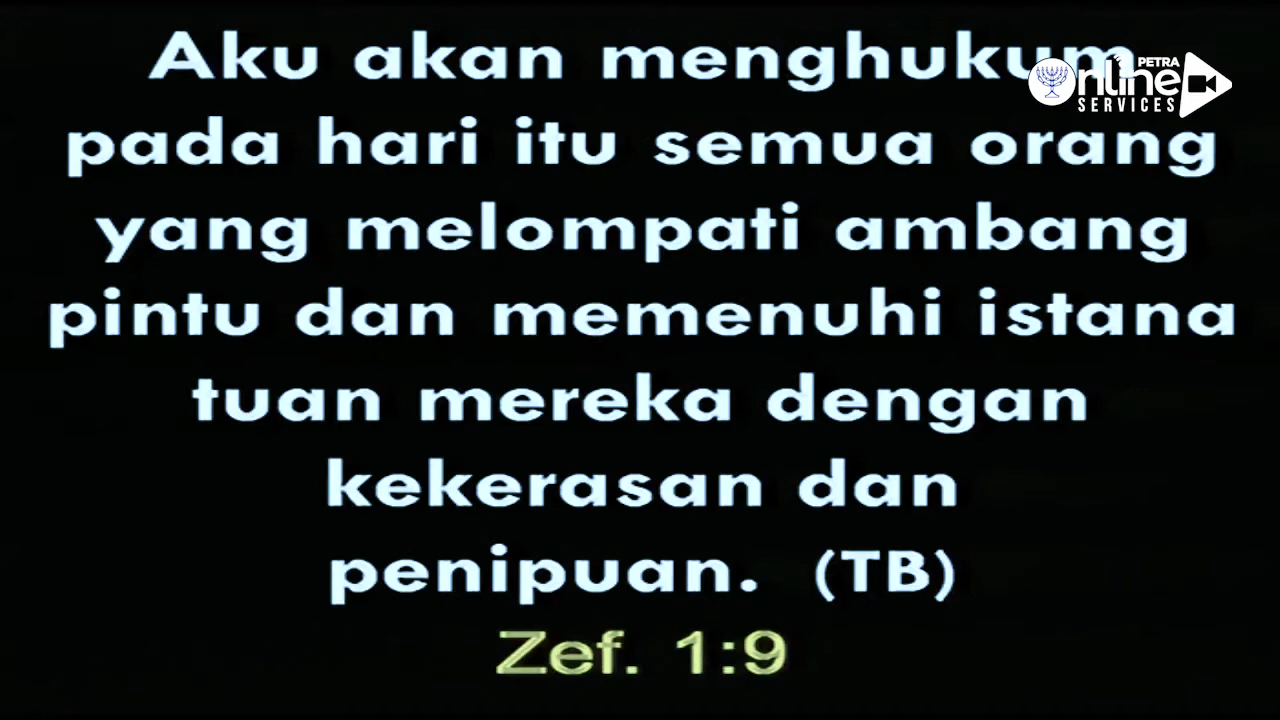 Aku akan menghukum
pada hari itu semua orang
yang melompati ambang
pintu dan memenuhi istana
tuan mereka dengan
kekerasan dan
penipuan. (TB)
Zef. 1:9
PETRA
Online
SERVICES